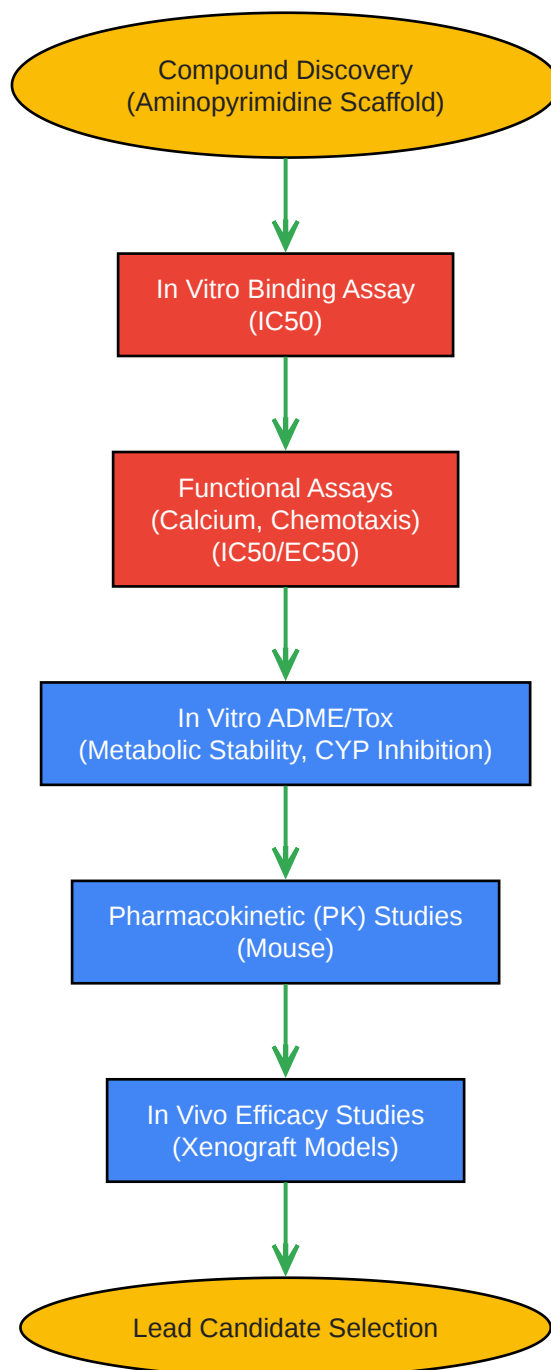 Compound Discovery
(Aminopyrimidine Scaffold)
In Vitro Binding Assay
(IC50)
Functional Assays
(Calcium, Chemotaxis)
(IC50/EC50)
In Vitro ADME/Tox
(Metabolic Stability, CYP Inhibition)
Pharmacokinetic (PK) Studies
(Mouse)
In Vivo Efficacy Studies
(Xenograft Models)
Lead Candidate Selection